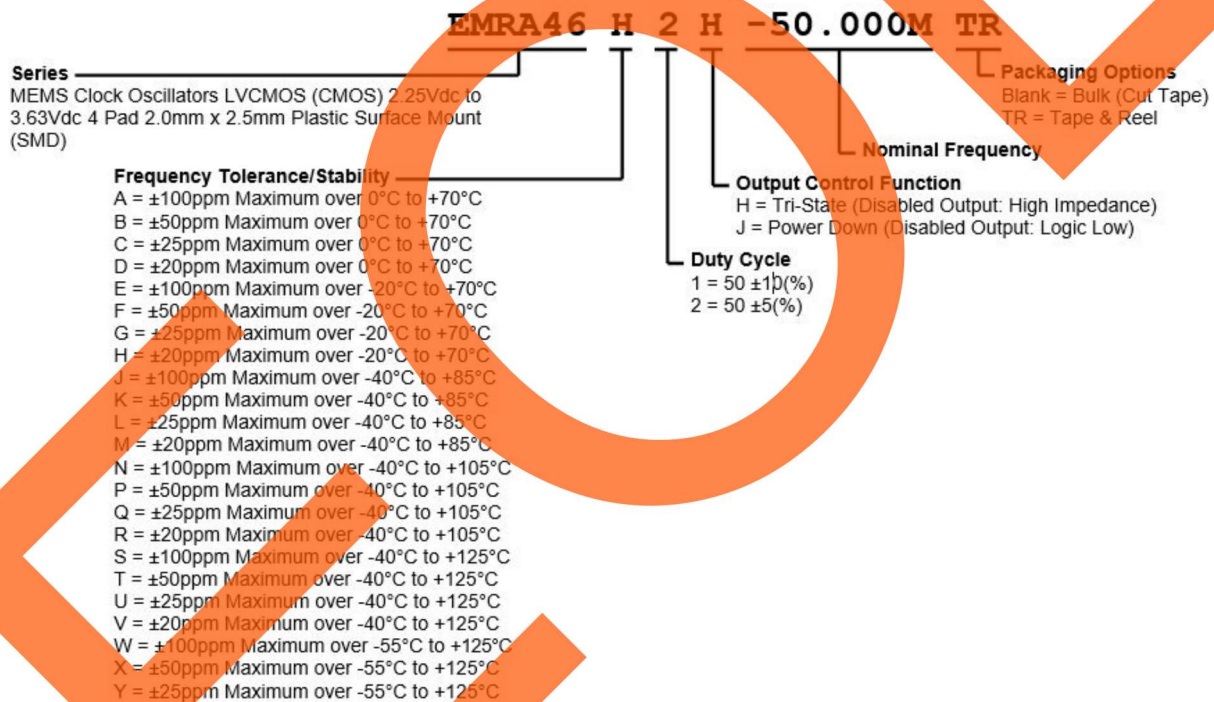 EMRA46 H 2 H -50.000M TR
Series
MEMS Clock Oscillators LVCMOS (CMOS) 2.25Vdc to
3.63Vdc 4 Pad 2.0mm x 2.5mm Plastic Surface Mount
(SMD)
Packaging Options
Blank = Bulk (Cut Tape)
TR = Tape & Reel
Nominal Frequency
Output Control Function
H = Tri-State (Disabled Output: High Impedance)
J = Power Down (Disabled Output: Logic Low)
Duty Cycle
1 = 50 ±10(%)
2 = 50 ±5(%)
Frequency Tolerance/Stability
A = ±100ppm Maximum over 0°C to +70°C
B = ±50ppm Maximum over 0°C to +70°C
C = ±25ppm Maximum over 0°C to +70°C
D = ±20ppm Maximum over 0°C to +70°C
E = ±100ppm Maximum over -20°C to +70°C
F = ±50ppm Maximum over -20°C to +70°C
G = ±25ppm Maximum over -20°C to +70°C
H = ±20ppm Maximum over -20°C to +70°C
J = ±100ppm Maximum over -40°C to +85°C
K = ±50ppm Maximum over -40°C to +85°C
L = ±25ppm Maximum over -40°C to +85°C
M = ±20ppm Maximum over -40°C to +85°C
N = ±100ppm Maximum over -40°C to +105°C
P = ±50ppm Maximum over -40°C to +105°C
Q = ±25ppm Maximum over -40°C to +105°C
R = ±20ppm Maximum over -40°C to +105°C
S = ±100ppm Maximum over -40°C to +125°C
T = ±50ppm Maximum over -40°C to +125°C
U = ±25ppm Maximum over -40°C to +125°C
V = ±20ppm Maximum over -40°C to +125°C
W = ±100ppm Maximum over -55°C to +125°C
X = ±50ppm Maximum over -55°C to +125°C
Y = ±25ppm Maximum over -55°C to +125°C